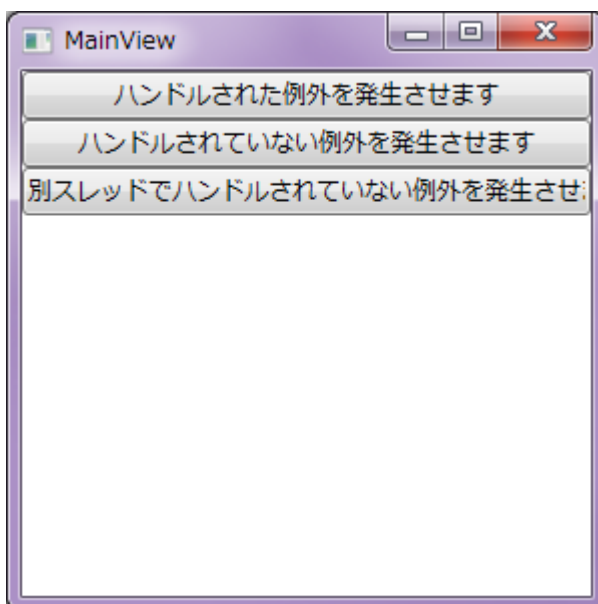 MainView
ハンドルされた例外を発生させます
ハンドルされていない例外を発生させます
別スレッドでハンドルされていない例外を発生させ